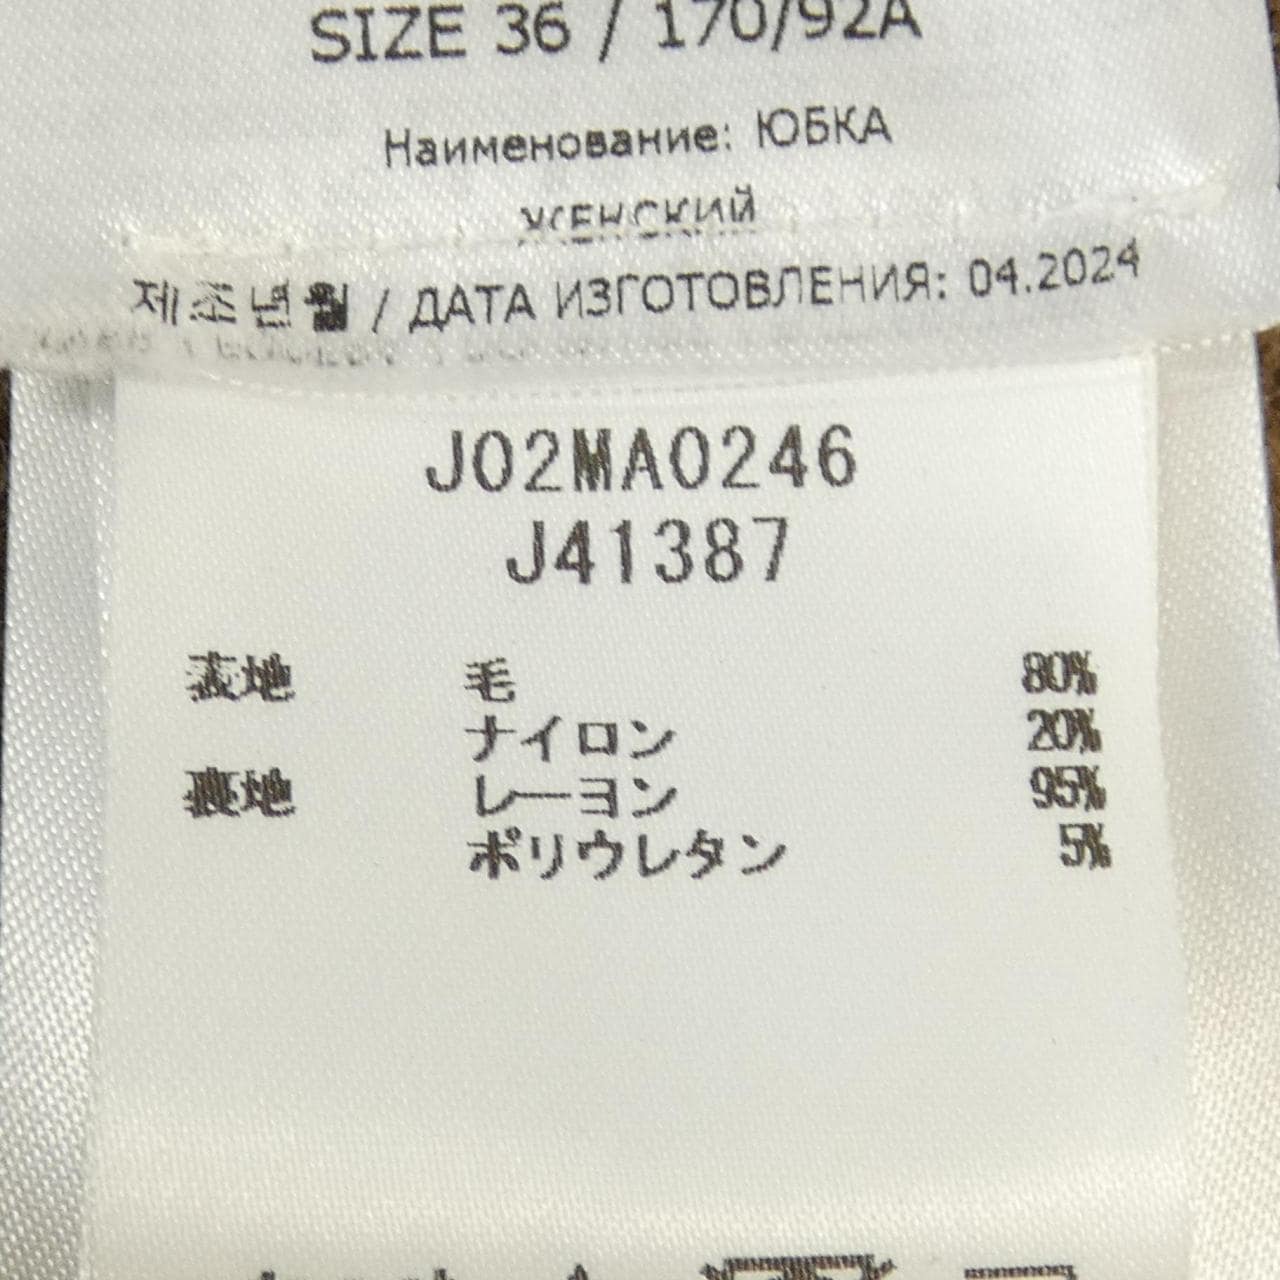 SIZE 36 / 170/92A
Наименование: ЮБКА
ЖЕНСКИЙ
제조년월 / ДАТА ИЗГОТОВЛЕНИЯ: 04.2024
J02MA0246
J41387
表地 毛 80%
ナイロン 20%
裏地 レーヨン 95%
ポリウレタン 5%